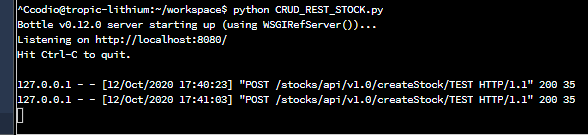 ^Ccodio@tropic-lithium:~/workspace$ python CRUD_REST_STOCK.py
Bottle v0.12.0 server starting up (using WSGIRefServer())...
Listening on http://localhost:8080/
Hit Ctrl-C to quit.
127.0.0.1 - - [12/Oct/2020 17:40:23] "POST /stocks/api/v1.0/createStock/TEST HTTP/1.1" 200 35
127.0.0.1 - - [12/Oct/2020 17:41:03] "POST /stocks/api/v1.0/createStock/TEST HTTP/1.1" 200 35